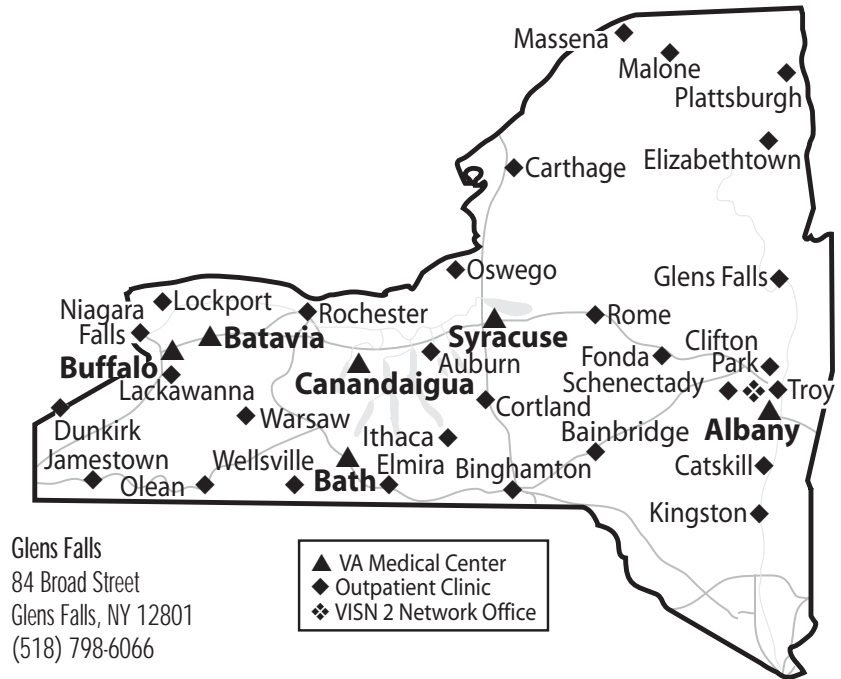 Massena
Malone
Plattsburgh
Elizabethtown
Carthage
Oswego
Glens Falls
Niagara
Falls
Lockport
Rochester
Rome
Batavia
Syracuse
Clifton
Park
Buffalo
Auburn
Fonda
Lackawanna
Canandaigua
Schenectady
Troy
Cortland
Dunkirk
Warsaw
Ithaca
Bainbridge
Albany
Jamestown
Wellsville
Elmira
Binghamton
Catskill
Olean
Bath
Kingston
Glens Falls
84 Broad Street
Glens Falls, NY 12801
(518) 798-6066
VA Medical Center
Outpatient Clinic
VISN 2 Network Office